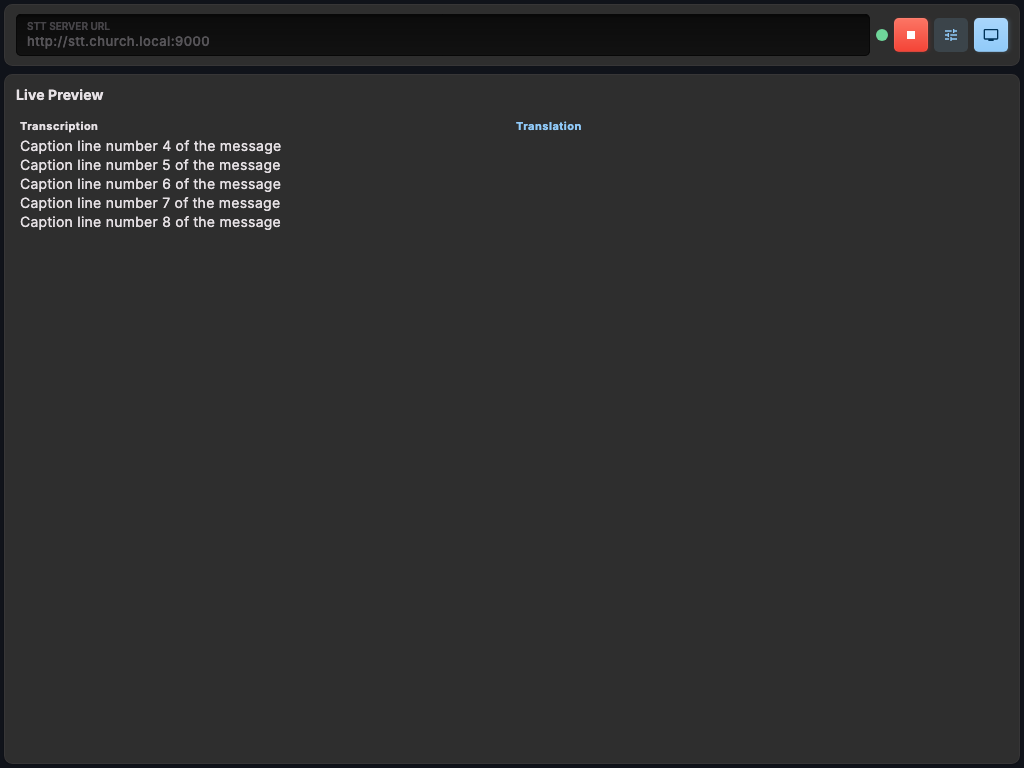 STT SERVER URL
http://stt.church.local:9000
Live Preview
Transcription
Translation
Caption line number 4 of the message
Caption line number 5 of the message
Caption line number 6 of the message
Caption line number 7 of the message
Caption line number 8 of the message